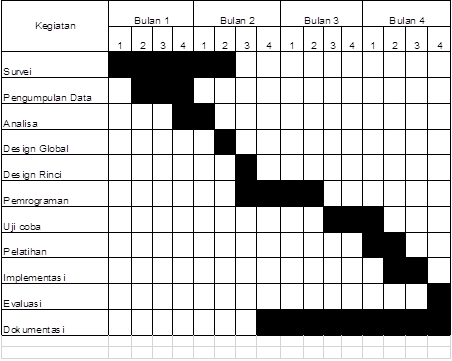 Kegiatan Bulan 1 Bulan 2 Bulan 3 Bulan 4
1 2 3 4 1 2 3 4 1 2 3 4 1 2 3 4
Survei
Pengumpulan Data
Analisa
Design Global
Design Rinci
Pemrograman
Uji coba
Pelatihan
Implementasi
Evaluasi
Dokumentasi